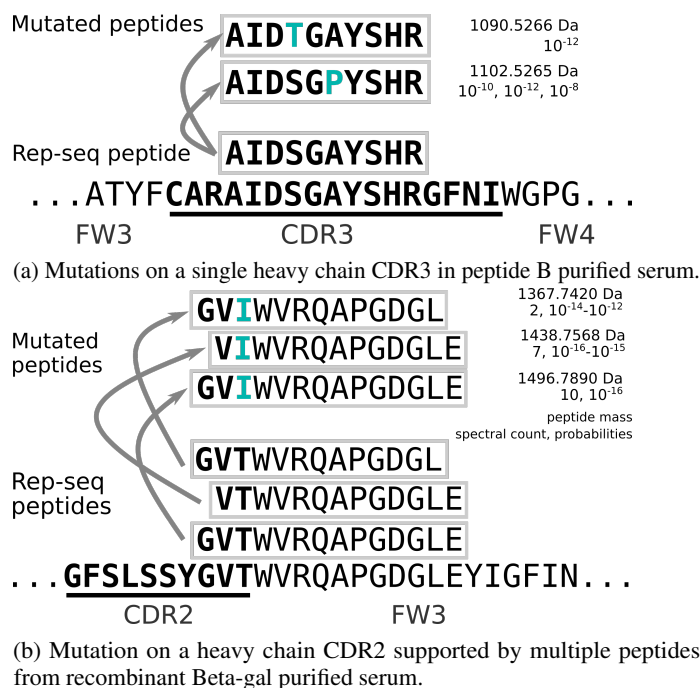 Mutated peptides AIDTGAYSHR 1090.5266 Da
10⁻¹²
AIDSGPYSHR 1102.5265 Da
10⁻¹⁰, 10⁻¹², 10⁻⁸
Rep-seq peptide AIDSGAYSHR
...ATYFCARAIDSGAYSHRGFNIWGPG...
FW3 CDR3 FW4
(a) Mutations on a single heavy chain CDR3 in peptide B purified serum.
GVIWVRQAPGDGL 1367.7420 Da
2, 10⁻¹⁴-10⁻¹²
Mutated
peptides
VIWVRQAPGDGLE 1438.7568 Da
7, 10⁻¹⁶-10⁻¹⁵
GVIWVRQAPGDGLE 1496.7890 Da
10, 10⁻¹⁶
peptide mass
spectral count, probabilities
GVTWVRQAPGDGL
Rep-seq
peptides
VTWVRQAPGDGLE
GVTWVRQAPGDGLE
...GFSLSSYGVTWVRQAPGDGLEYIGFIN...
CDR2 FW3
(b) Mutation on a heavy chain CDR2 supported by multiple peptides
from recombinant Beta-gal purified serum.